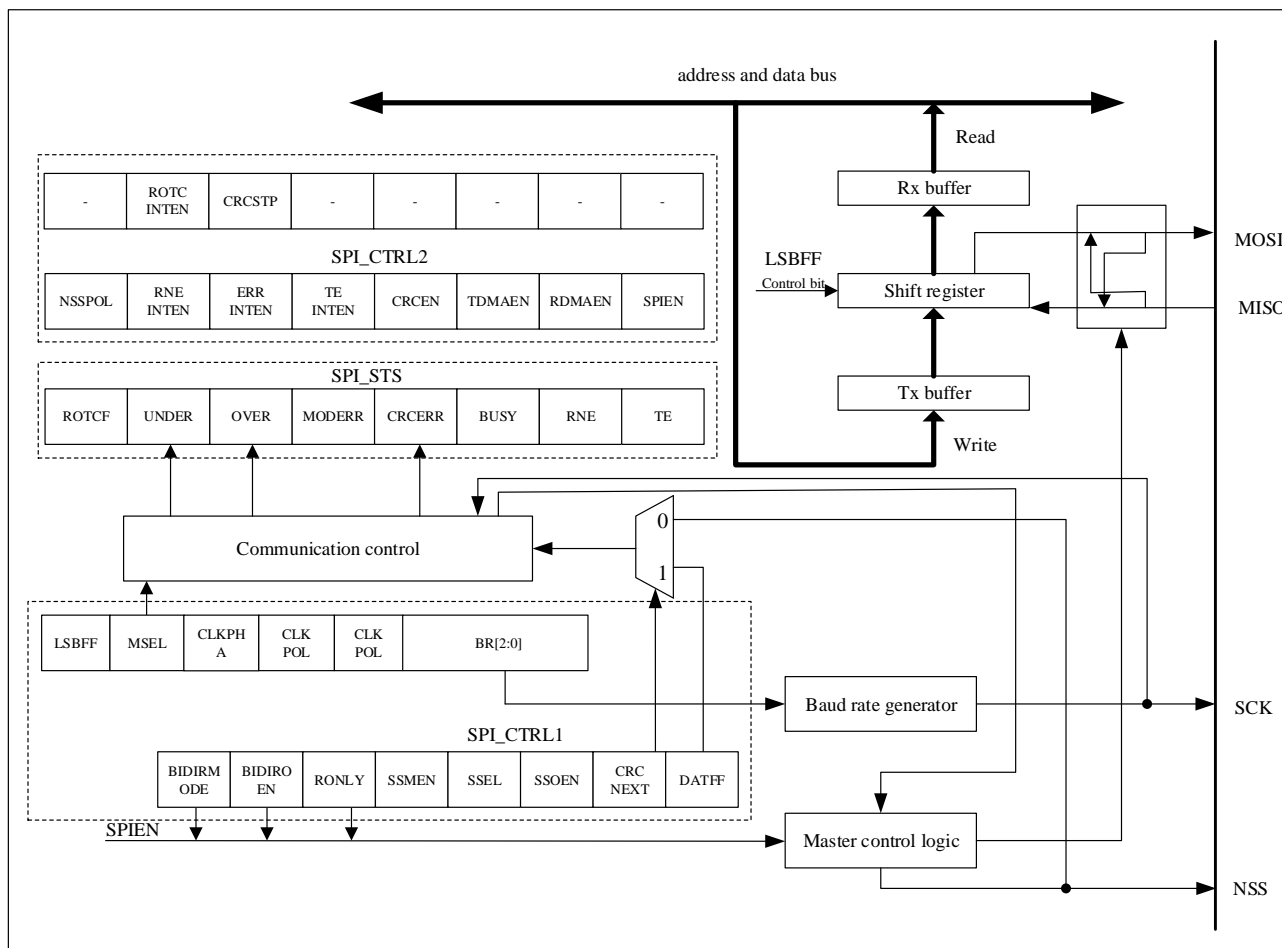 address and data bus
Read
Rx buffer
- ROTC INTEN CRCSTP - - - - -
SPI_CTRL2
NSSPOL RNE INTEN ERR INTEN TE INTEN CRCEN TDMAEN RDMAEN SPIEN
LSBFF
Control bit
Shift register
MOSI
MISO
SPI_STS
ROTCF UNDER OVER MODERR CRCERR BUSY RNE TE
Tx buffer
Write
Communication control
0
1
LSBFF MSEL CLKPH A CLK POL CLK POL BR[2:0]
Baud rate generator
SCK
SPI_CTRL1
BIDIRM ODE BIDIRO EN RONLY SSMEN SSEL SSOEN CRC NEXT DATFF
SPIEN
Master control logic
NSS